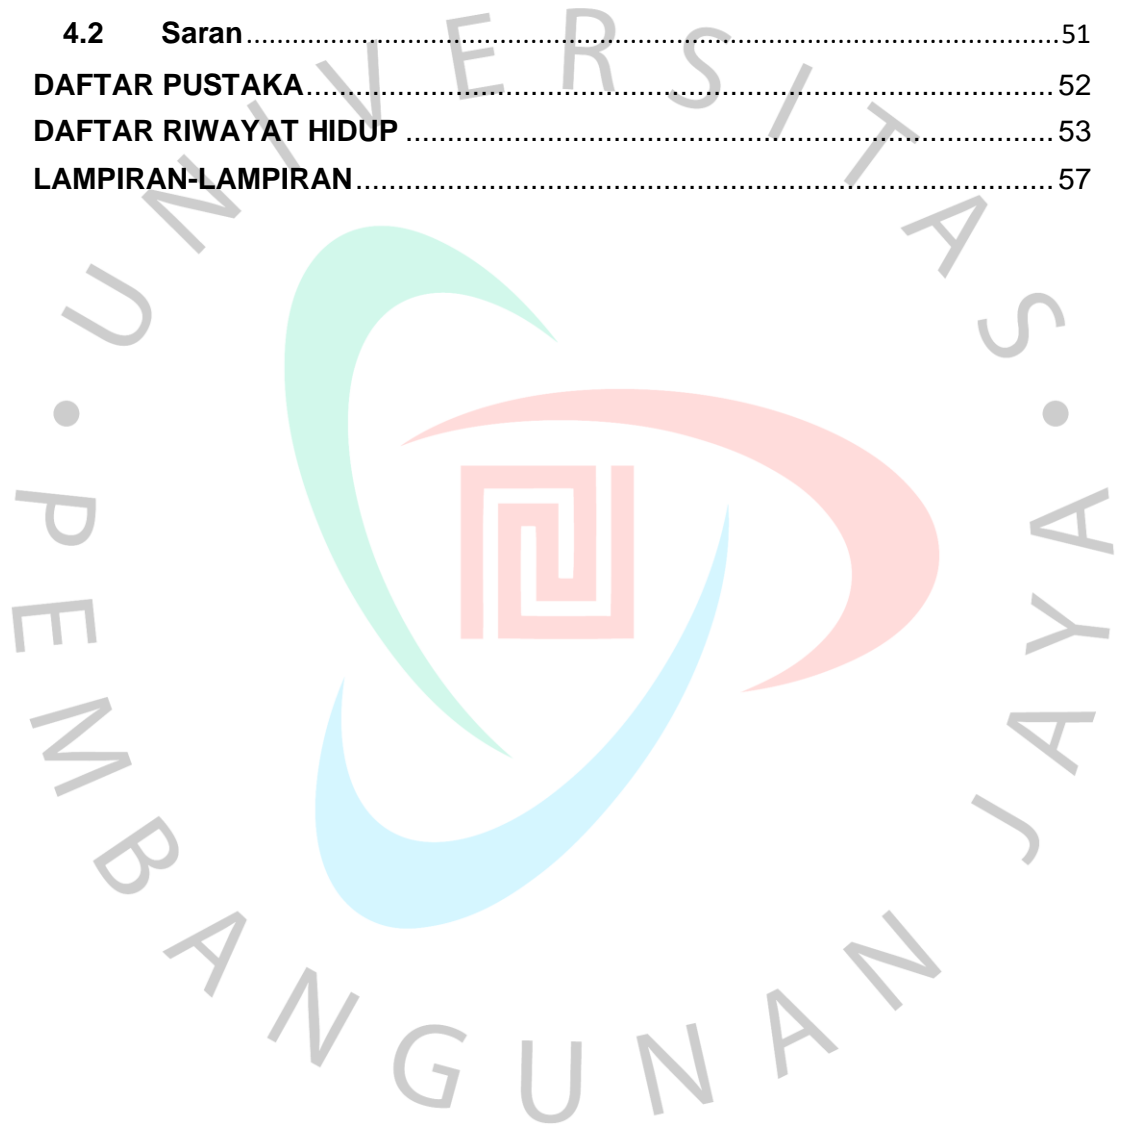 4.2 Saran........................................................................................................51
DAFTAR PUSTAKA..........................................................................................52
DAFTAR RIWAYAT HIDUP .................................................................................53
LAMPIRAN-LAMPIRAN....................................................................................57
UNIVERSITAS • PEMBANGUNAN JAYA •